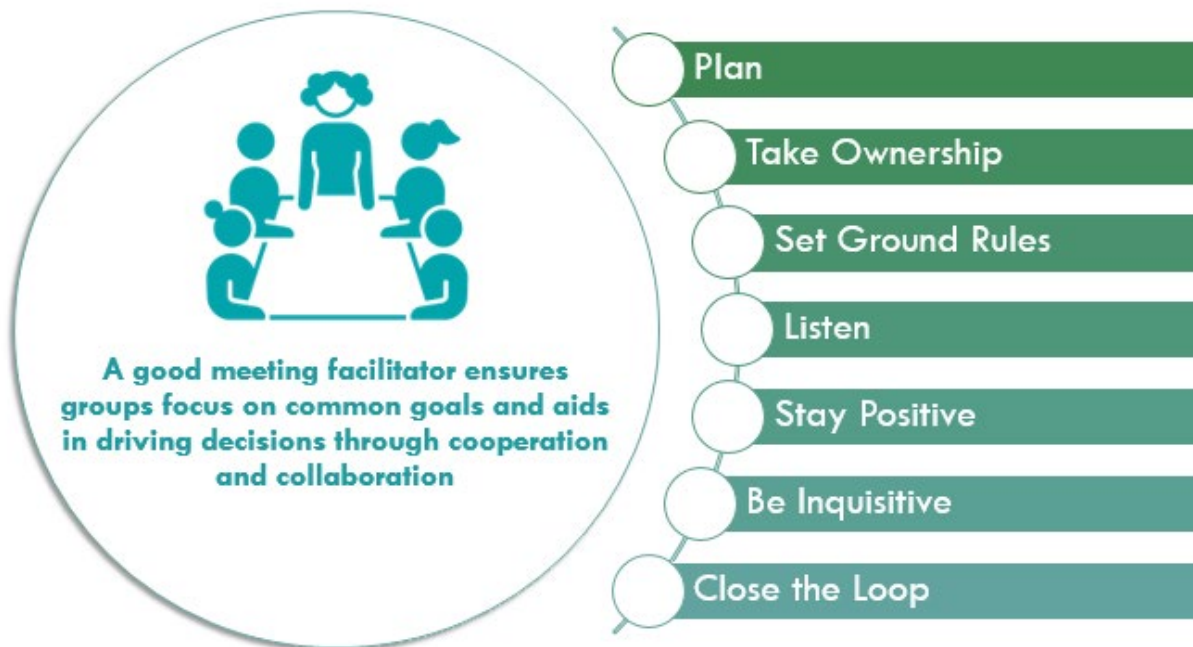 A good meeting facilitator ensures
groups focus on common goals and aids
in driving decisions through cooperation
and collaboration
Plan
Take Ownership
Set Ground Rules
Listen
Stay Positive
Be Inquisitive
Close the Loop